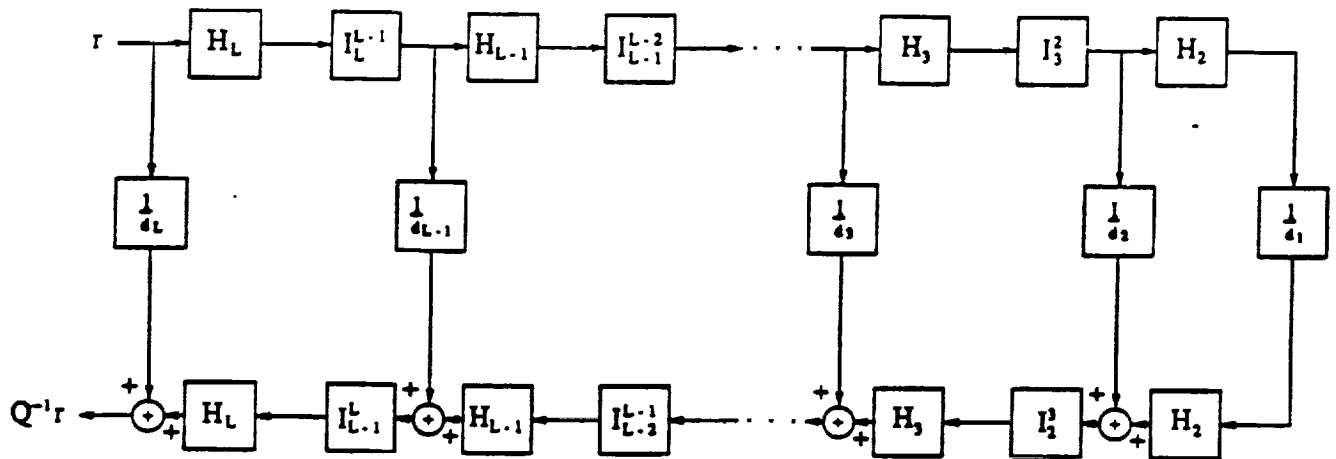 r H_L I_L^{L-1} H_{L-1} I_{L-1}^{L-2} · · · H_3 I_3^2 H_2
1/d_L 1/d_{L-1} 1/d_3 1/d_2 1/d_1
+ + + +
Q^{-1}r + + H_L I_{L-1}^L + + H_{L-1} I_{L-2}^{L-1} · · · + + H_3 I_2^3 + + H_2